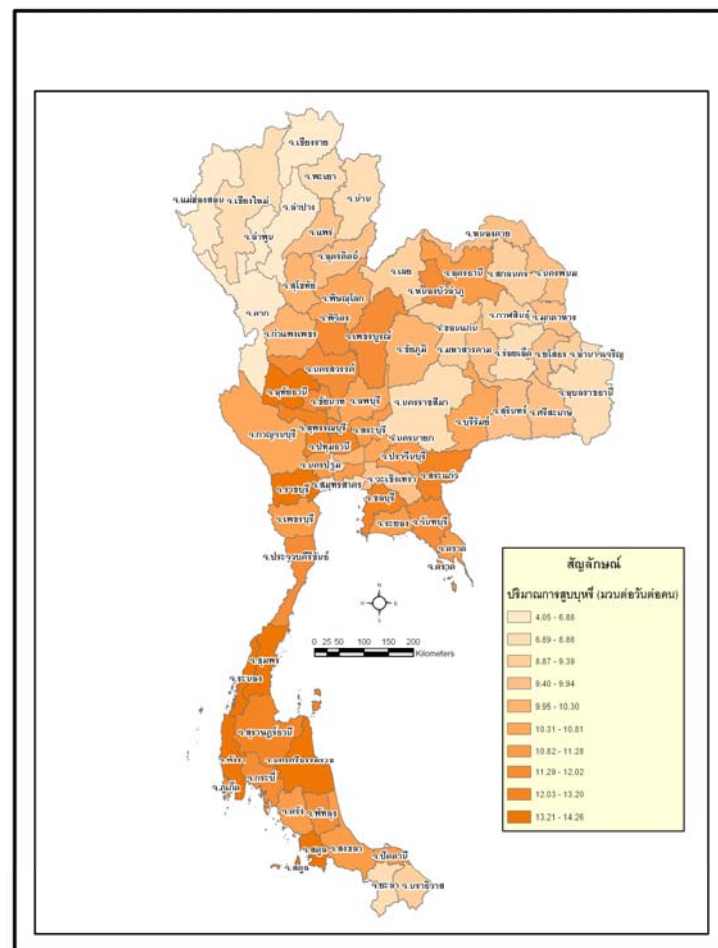 จ.เชียงราย
จ.พะเยา
จ.แม่ฮ่องสอน
จ.เชียงใหม่
จ.ลำปาง
จ.น่าน
จ.ลำพูน
จ.แพร่
จ.อุตรดิตถ์
จ.หนองคาย
จ.เลย
จ.อุดรธานี
จ.สกลนคร
จ.นครพนม
จ.สุโขทัย
จ.พิษณุโลก
จ.หนองบัวลำภู
จ.ตาก
จ.พิจิตร
จ.กาฬสินธุ์
จ.มุกดาหาร
จ.กำแพงเพชร
จ.เพชรบูรณ์
จ.ขอนแก่น
จ.ชัยภูมิ
จ.มหาสารคาม
จ.ร้อยเอ็ด
จ.ยโสธร
จ.อำนาจเจริญ
จ.นครสวรรค์
จ.อุทัยธานี
จ.ชัยนาท
จ.ลพบุรี
จ.นครราชสีมา
จ.บุรีรัมย์
จ.สุรินทร์
จ.ศรีสะเกษ
จ.อุบลราชธานี
จ.กาญจนบุรี
จ.สุพรรณบุรี
จ.สระบุรี
จ.นครนายก
จ.ปทุมธานี
จ.นครปฐม
จ.ปราจีนบุรี
จ.ราชบุรี
จ.สมุทรสาคร
จ.ฉะเชิงเทรา
จ.สระแก้ว
จ.ชลบุรี
จ.เพชรบุรี
จ.ระยอง
จ.จันทบุรี
จ.ตราด
จ.ตราด
จ.ประจวบคีรีขันธ์
N
W
E
S
0 25 50 100 150 200
Kilometers
จ.ชุมพร
จ.ระนอง
จ.สุราษฎร์ธานี
จ.พังงา
จ.นครศรีธรรมราช
จ.กระบี่
จ.ภูเก็ต
จ.ตรัง
จ.พัทลุง
จ.สตูล
จ.สงขลา
จ.ปัตตานี
จ.สตูล
จ.ยะลา
จ.นราธิวาส
สัญลักษณ์
ปริมาณการสูบบุหรี่ (มวนต่อวันต่อคน)
4.05 - 6.88
6.89 - 8.86
8.87 - 9.39
9.40 - 9.94
9.95 - 10.30
10.31 - 10.81
10.82 - 11.28
11.29 - 12.02
12.03 - 13.20
13.21 - 14.26